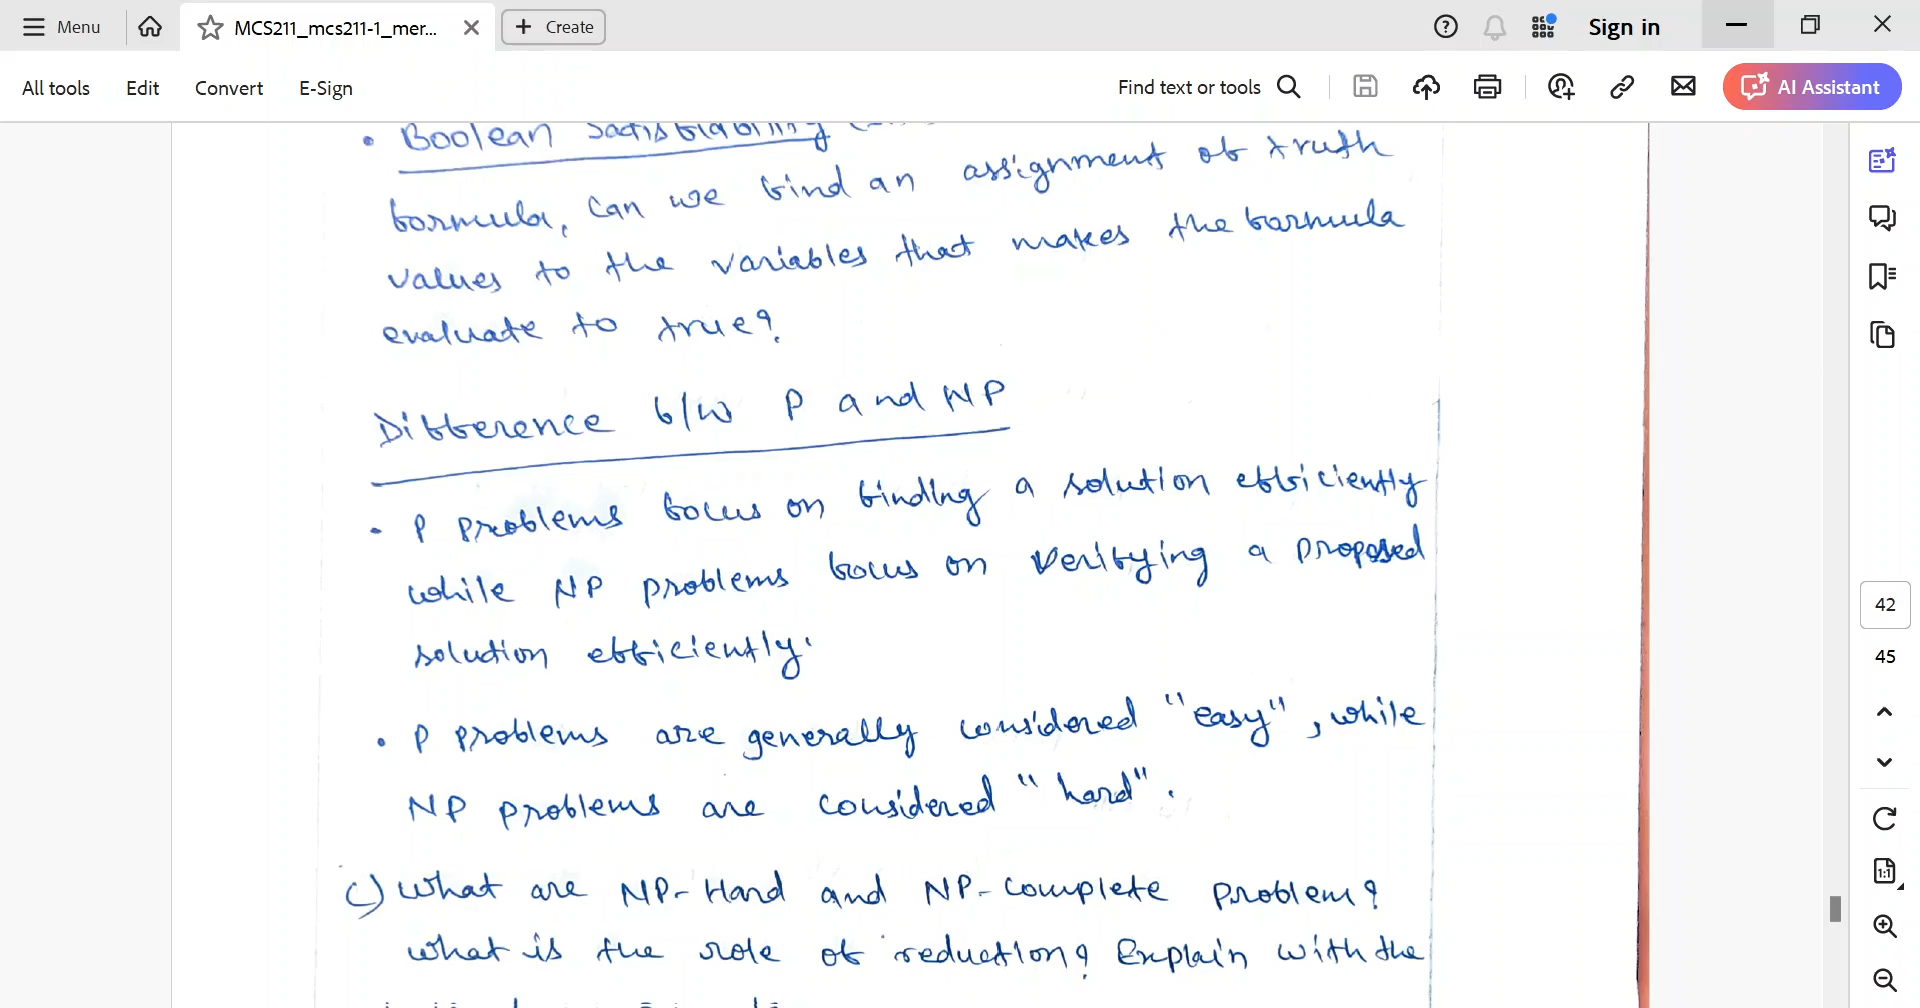 Menu
MCS211_mcs211-1_mer...
Create
Sign in
All tools
Edit
Convert
E-Sign
Find text or tools
AI Assistant
• Boolean Satisfiability
formula, can we find an assignment of truth
values to the variables that makes the formula
evaluate to true?
Difference b/w P and NP
• P problems focus on finding a solution efficiently
while NP problems focus on verifying a proposed
solution efficiently.
• P problems are generally considered "easy", while
NP problems are considered "hard".
c) What are NP-Hard and NP-complete problem?
what is the role of reduction? Explain with the
42
45
1:1